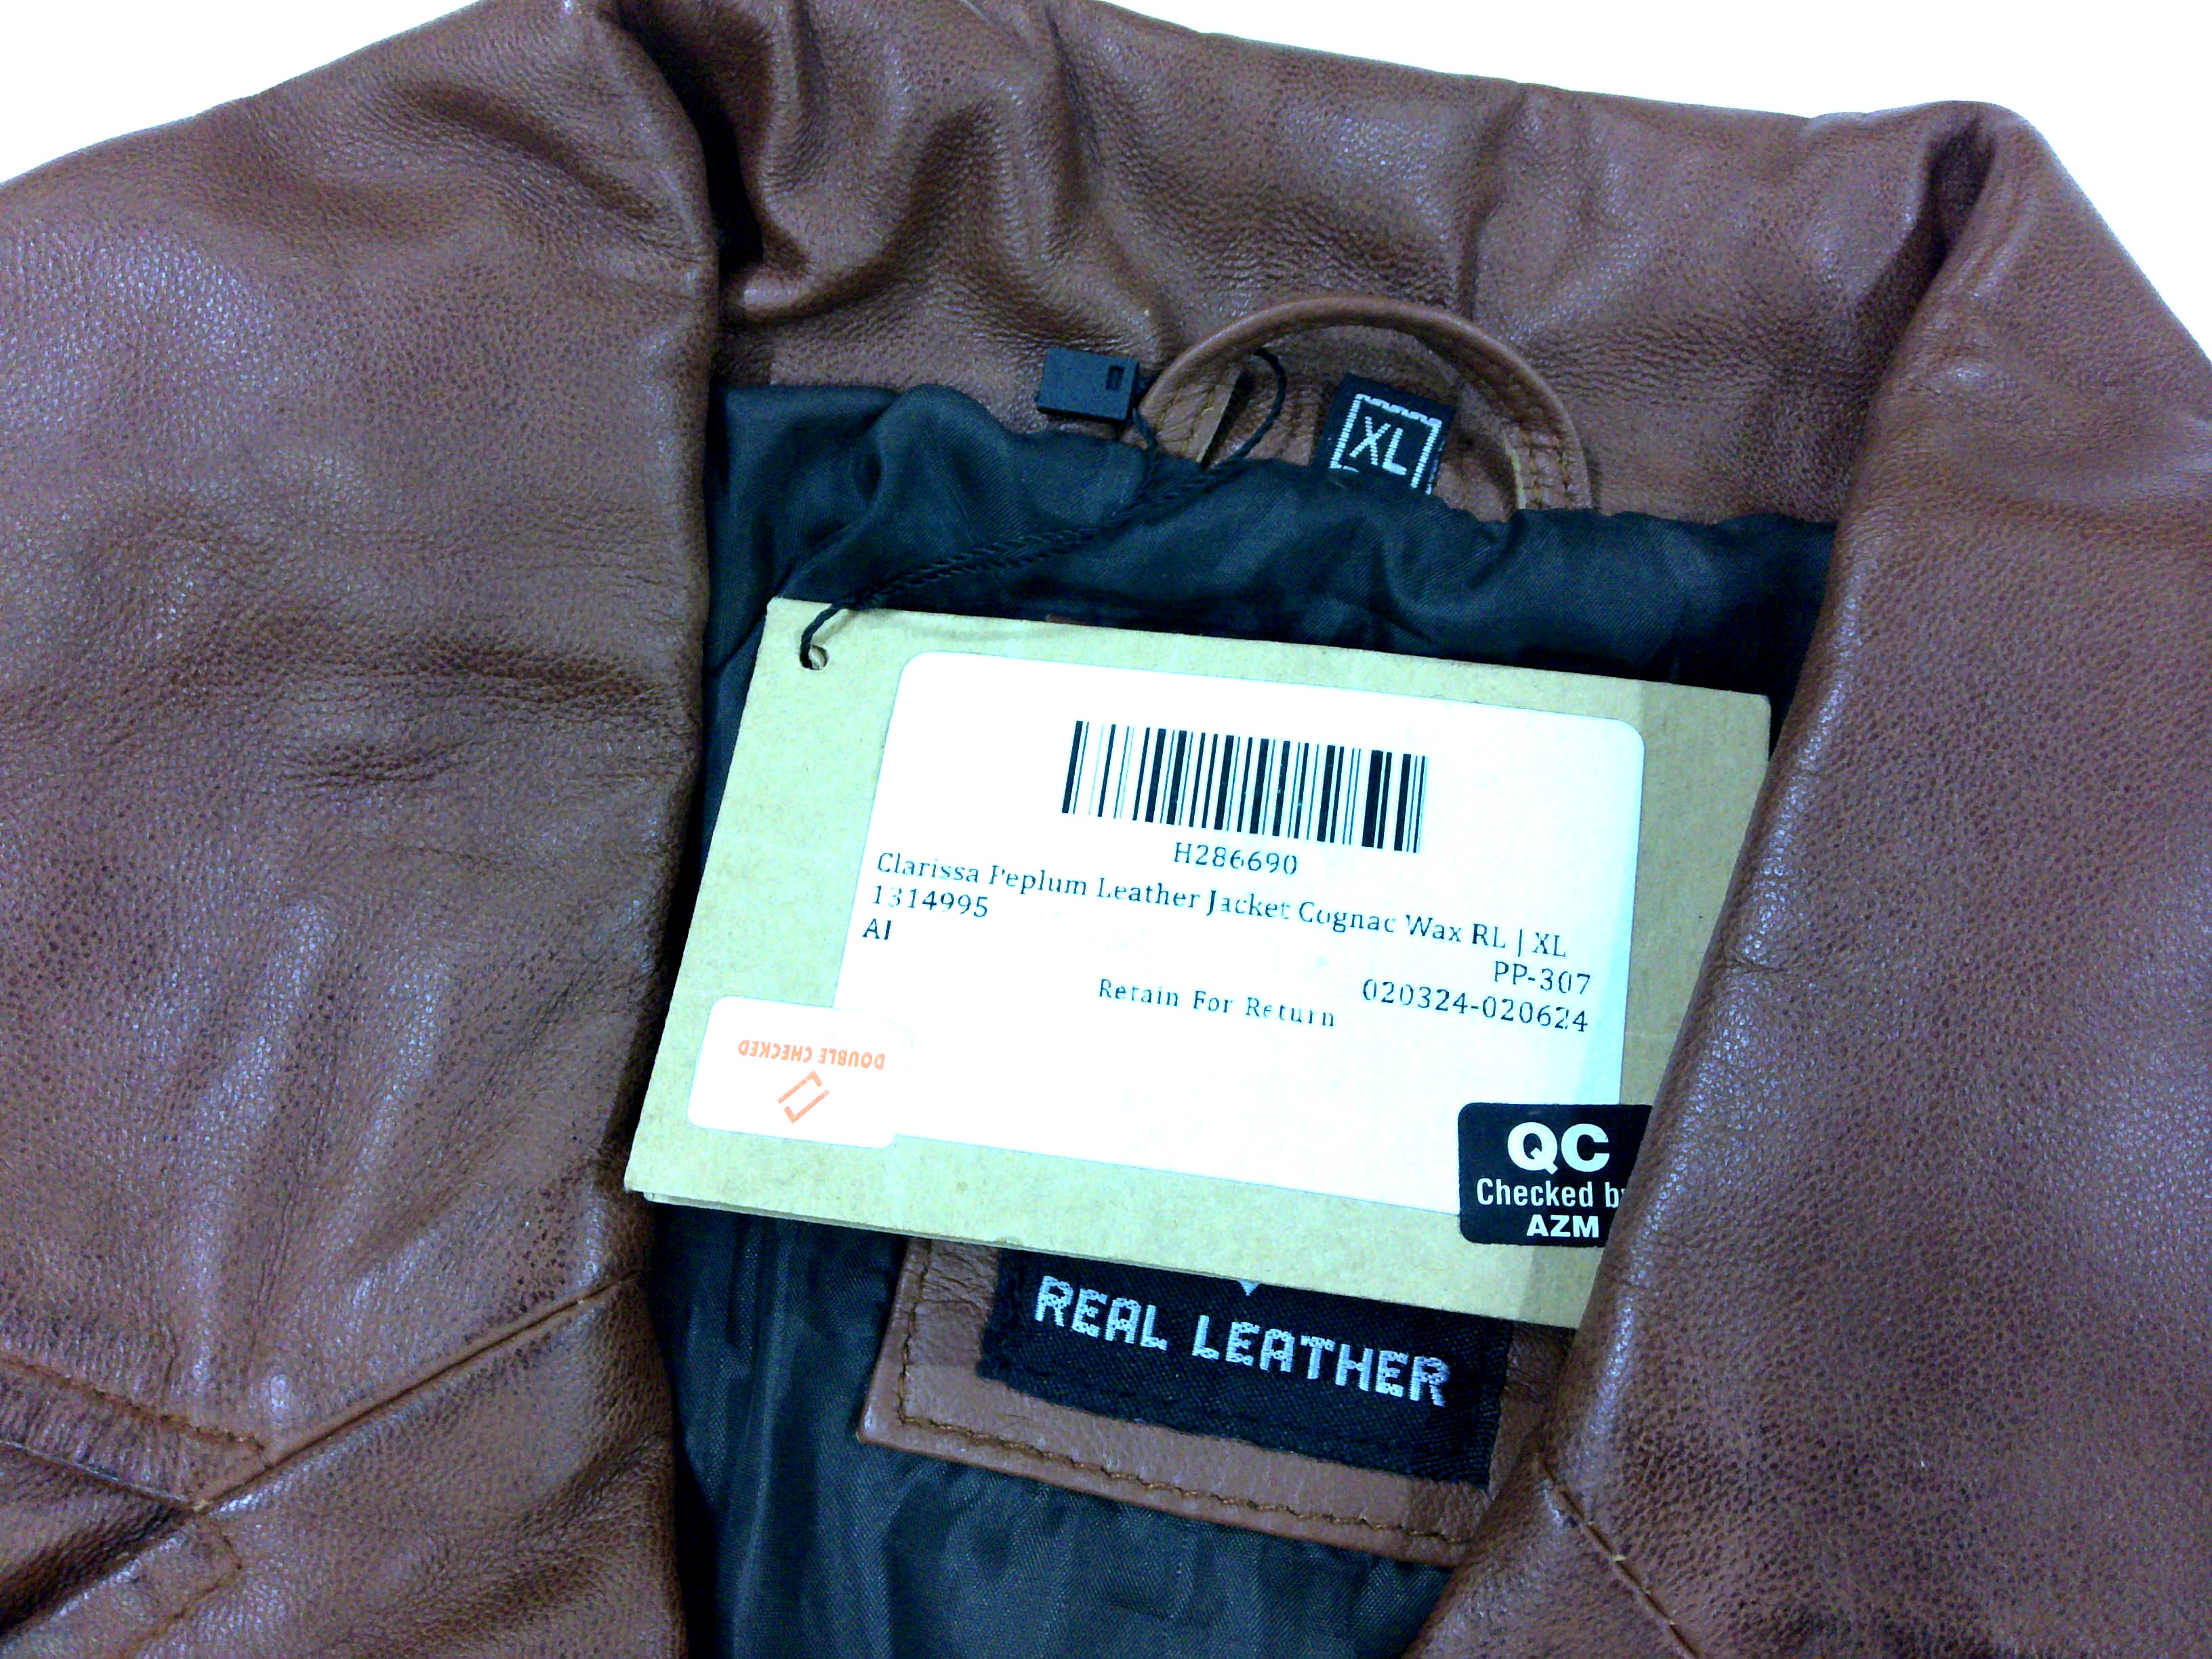 XL
H286690
Clarissa Peplum Leather Jacket Cognac Wax RL | XL
1314995
PP-307
AI
020324-020624
Retain For Return
DOUBLE CHECKED
QC
Checked by
AZM
REAL LEATHER